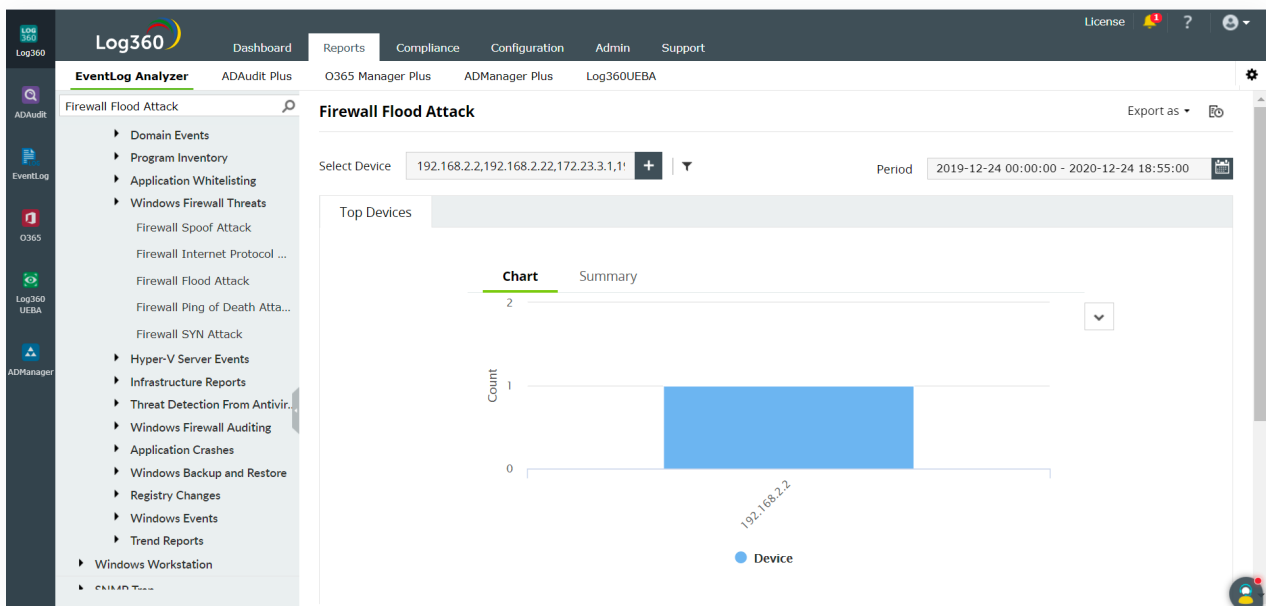 LOG
360
Log360
ADAudit
EventLog
O365
Log360
UEBA
ADManager
Log360
Dashboard
Reports
Compliance
Configuration
Admin
Support
License
1
?
EventLog Analyzer
ADAudit Plus
O365 Manager Plus
ADManager Plus
Log360UEBA
Firewall Flood Attack
Domain Events
Program Inventory
Application Whitelisting
Windows Firewall Threats
Firewall Spoof Attack
Firewall Internet Protocol ...
Firewall Flood Attack
Firewall Ping of Death Atta...
Firewall SYN Attack
Hyper-V Server Events
Infrastructure Reports
Threat Detection From Antivir..
Windows Firewall Auditing
Application Crashes
Windows Backup and Restore
Registry Changes
Windows Events
Trend Reports
Windows Workstation
Firewall Flood Attack
Export as
Select Device
192.168.2.2,192.168.2.22,172.23.3.1,1
+
Period
2019-12-24 00:00:00 - 2020-12-24 18:55:00
Top Devices
Chart
Summary
2
1
0
Count
192.168.2.2
Device